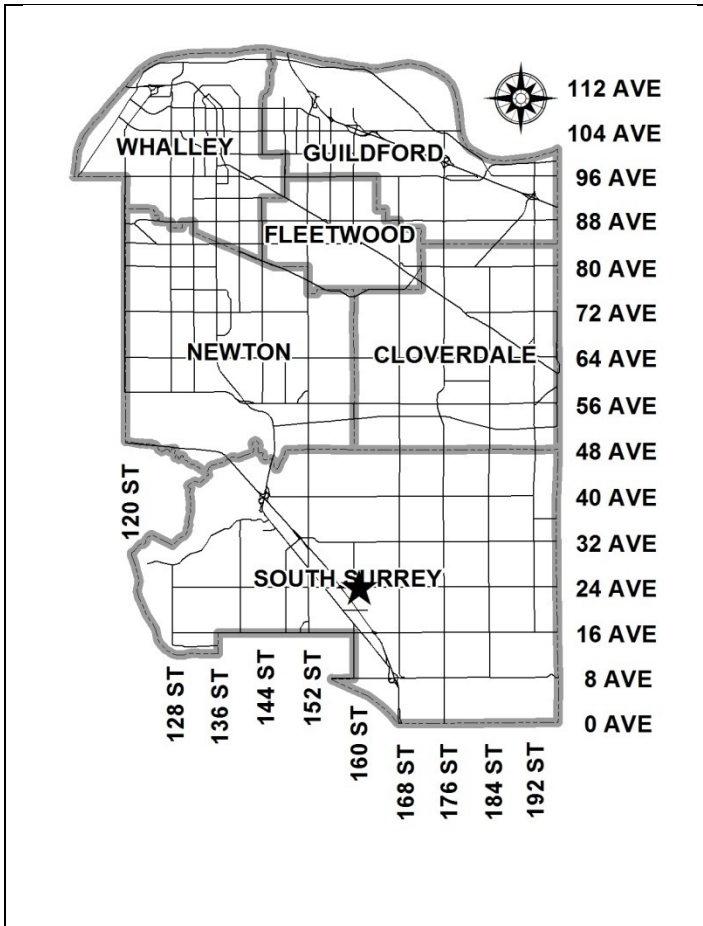 112 AVE
104 AVE
WHALLEY
GUILDFORD
96 AVE
88 AVE
FLEETWOOD
80 AVE
72 AVE
NEWTON
CLOVERDALE
64 AVE
56 AVE
48 AVE
120 ST
40 AVE
32 AVE
SOUTH SURREY
24 AVE
16 AVE
8 AVE
128 ST
136 ST
144 ST
152 ST
160 ST
0 AVE
168 ST
176 ST
184 ST
192 ST